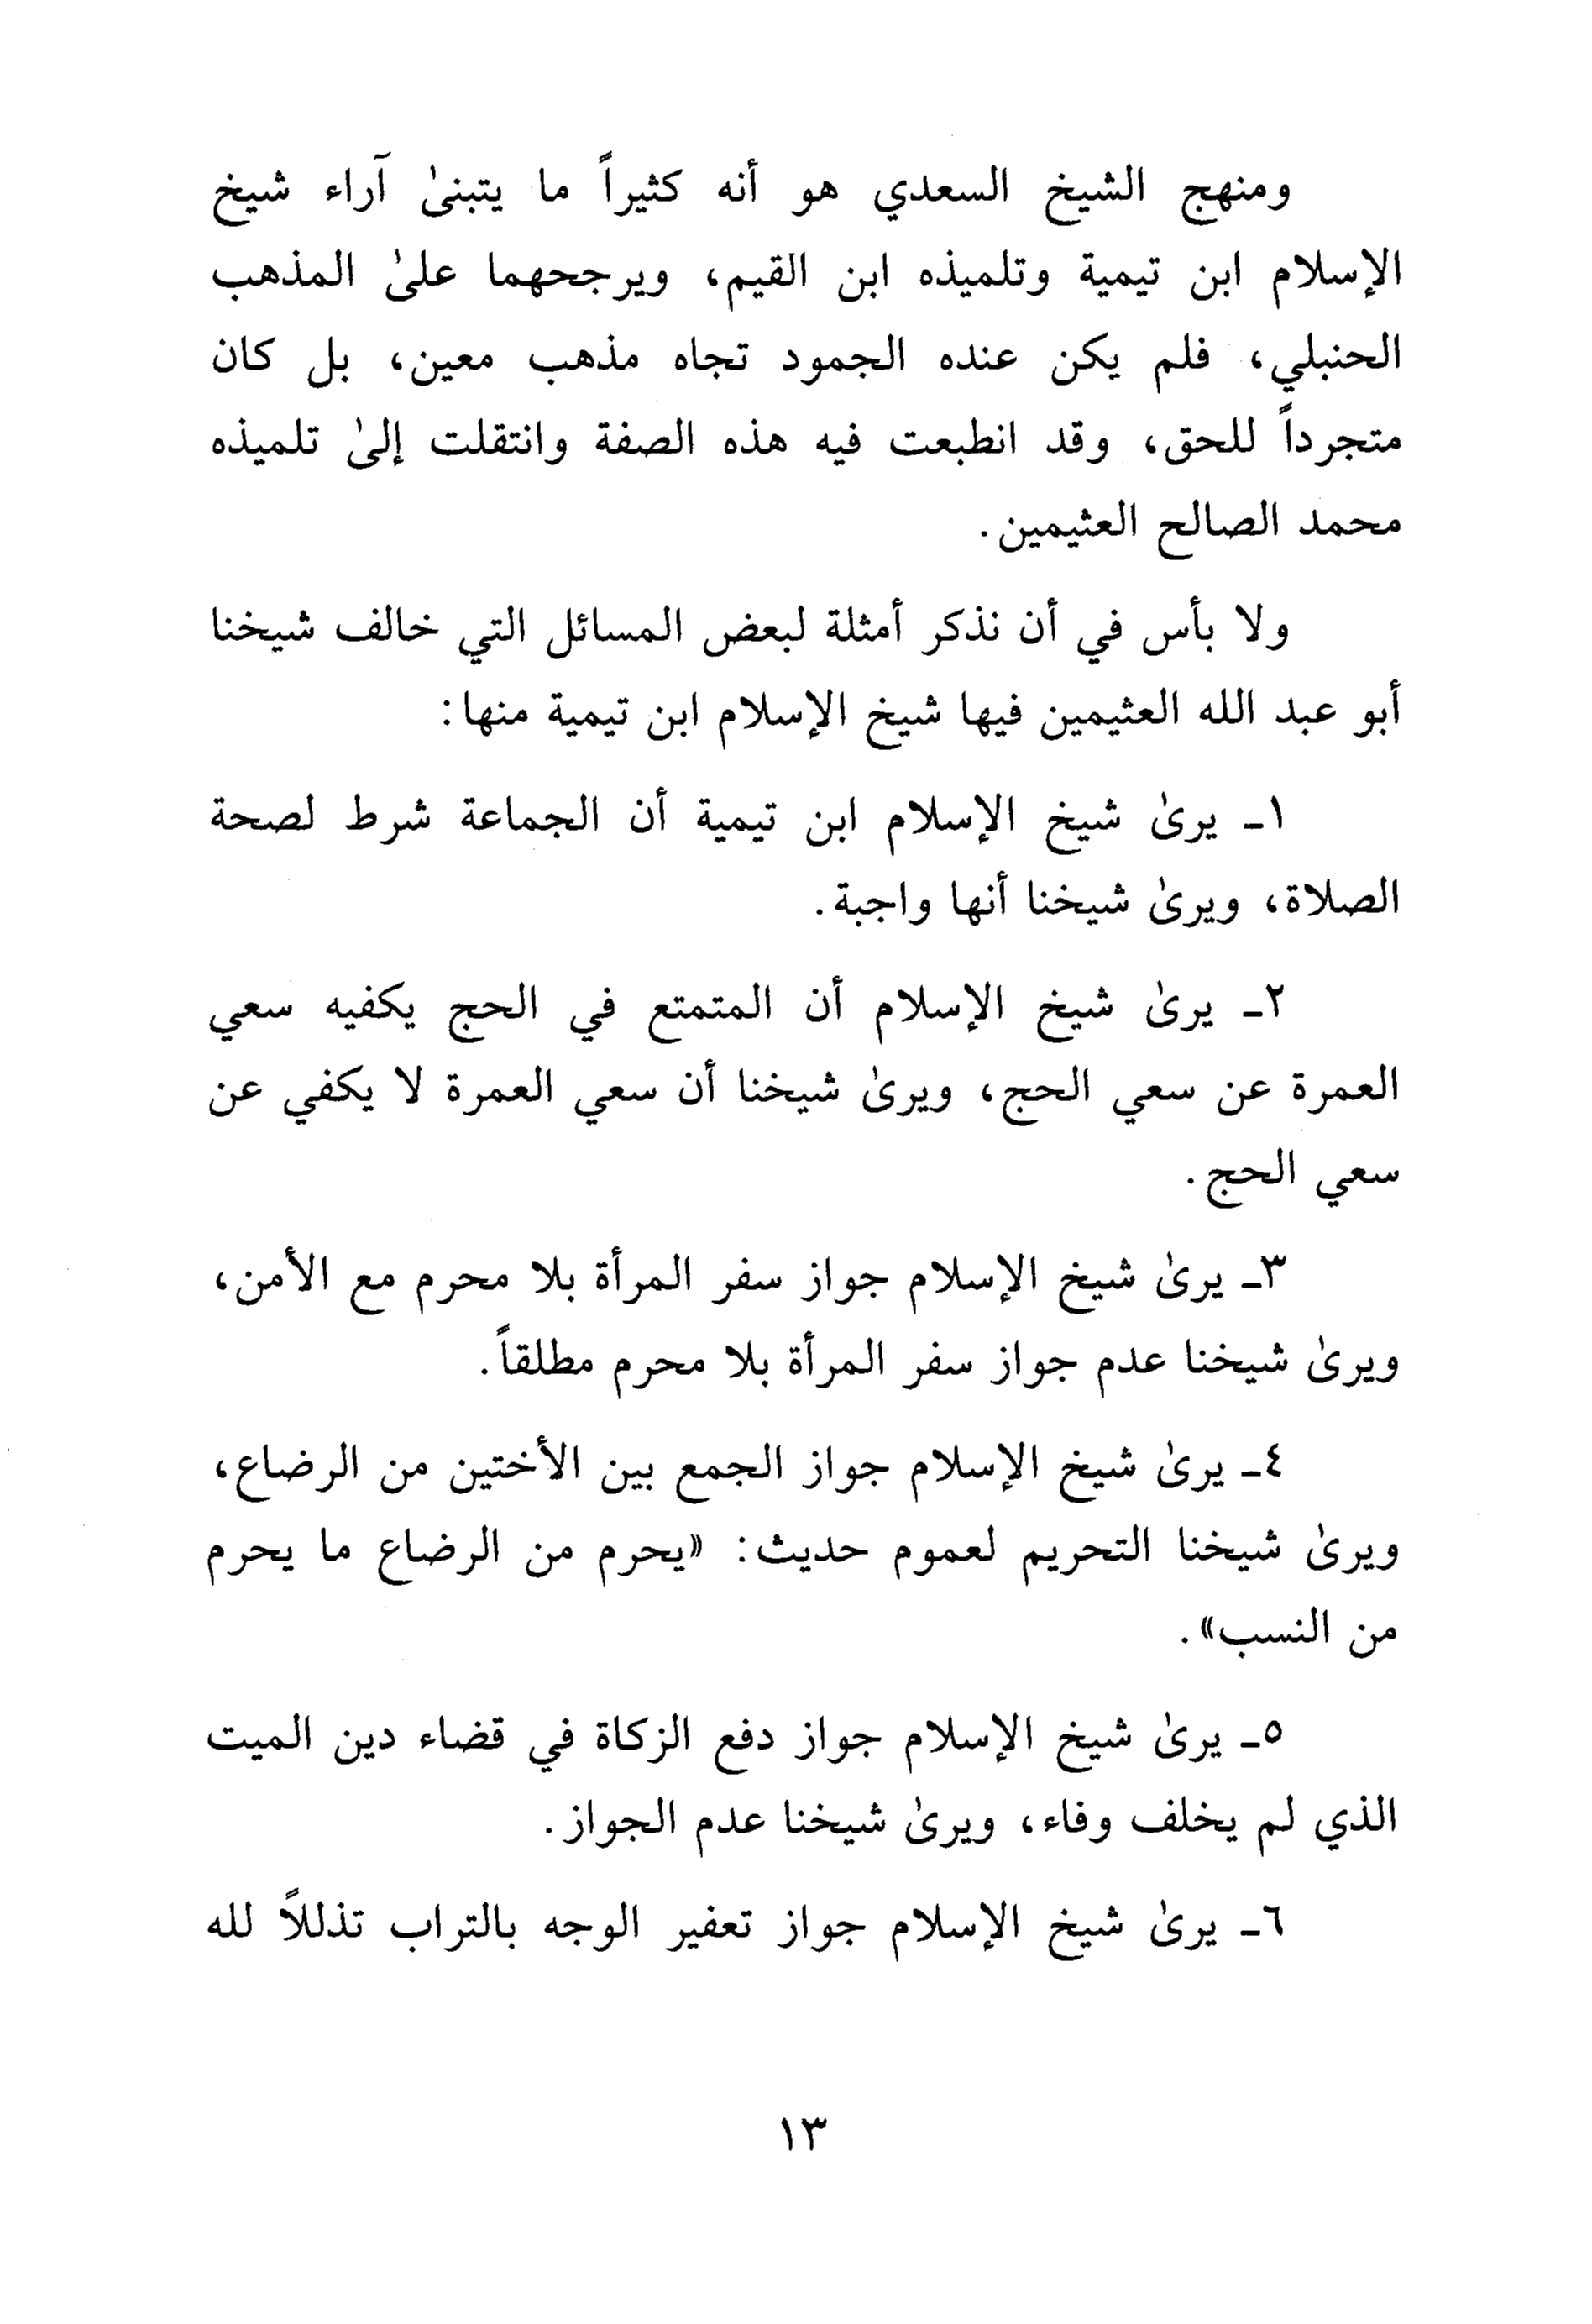 ومنهج الشيخ السعدي هو أنه كثيراً ما يتبنىٰ آراء شيخ
الإسلام ابن تيمية وتلميذه ابن القيم، ويرجحهما علىٰ المذهب
الحنبلي، فلم يكن عنده الجمود تجاه مذهب معين، بل كان
متجرداً للحق، وقد انطبعت فيه هذه الصفة وانتقلت إلىٰ تلميذه
محمد الصالح العثيمين.
ولا بأس في أن نذكر أمثلة لبعض المسائل التي خالف شيخنا
أبو عبد الله العثيمين فيها شيخ الإسلام ابن تيمية منها:
١ـ يرىٰ شيخ الإسلام ابن تيمية أن الجماعة شرط لصحة
الصلاة، ويرىٰ شيخنا أنها واجبة.
٢ـ يرىٰ شيخ الإسلام أن المتمتع في الحج يكفيه سعي
العمرة عن سعي الحج، ويرىٰ شيخنا أن سعي العمرة لا يكفي عن
سعي الحج.
٣ـ يرىٰ شيخ الإسلام جواز سفر المرأة بلا محرم مع الأمن،
ويرىٰ شيخنا عدم جواز سفر المرأة بلا محرم مطلقاً.
٤ـ يرىٰ شيخ الإسلام جواز الجمع بين الأختين من الرضاع،
ويرىٰ شيخنا التحريم لعموم حديث: «يحرم من الرضاع ما يحرم
من النسب».
٥ـ يرىٰ شيخ الإسلام جواز دفع الزكاة في قضاء دين الميت
الذي لم يخلف وفاء، ويرىٰ شيخنا عدم الجواز.
٦ـ يرىٰ شيخ الإسلام جواز تعفير الوجه بالتراب تذللاً لله
١٣